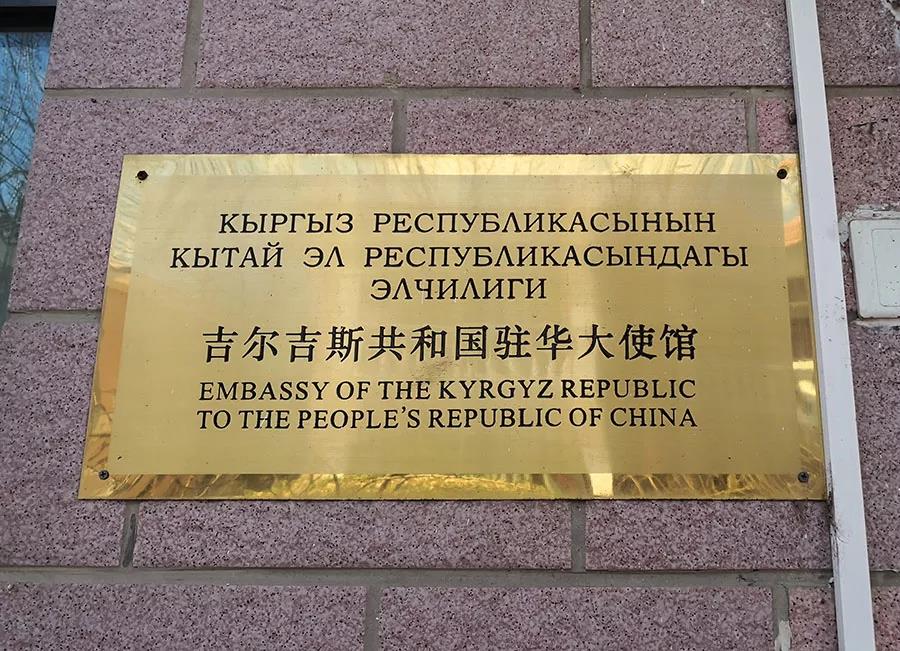 КЫРГЫЗ РЕСПУБЛИКАСЫНЫН
КЫТАЙ ЭЛ РЕСПУБЛИКАСЫНДАГЫ
ЭЛЧИЛИГИ
吉尔吉斯共和国驻华大使馆
EMBASSY OF THE KYRGYZ REPUBLIC
TO THE PEOPLE'S REPUBLIC OF CHINA